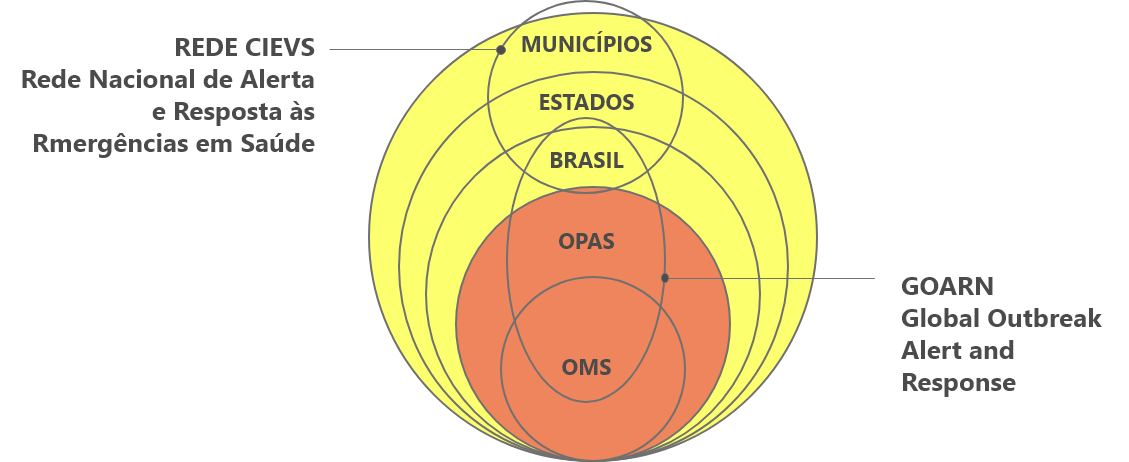 REDE CIEVS
Rede Nacional de Alerta
e Resposta às
Rmergências em Saúde
MUNICÍPIOS
ESTADOS
BRASIL
OPAS
OMS
GOARN
Global Outbreak
Alert and
Response